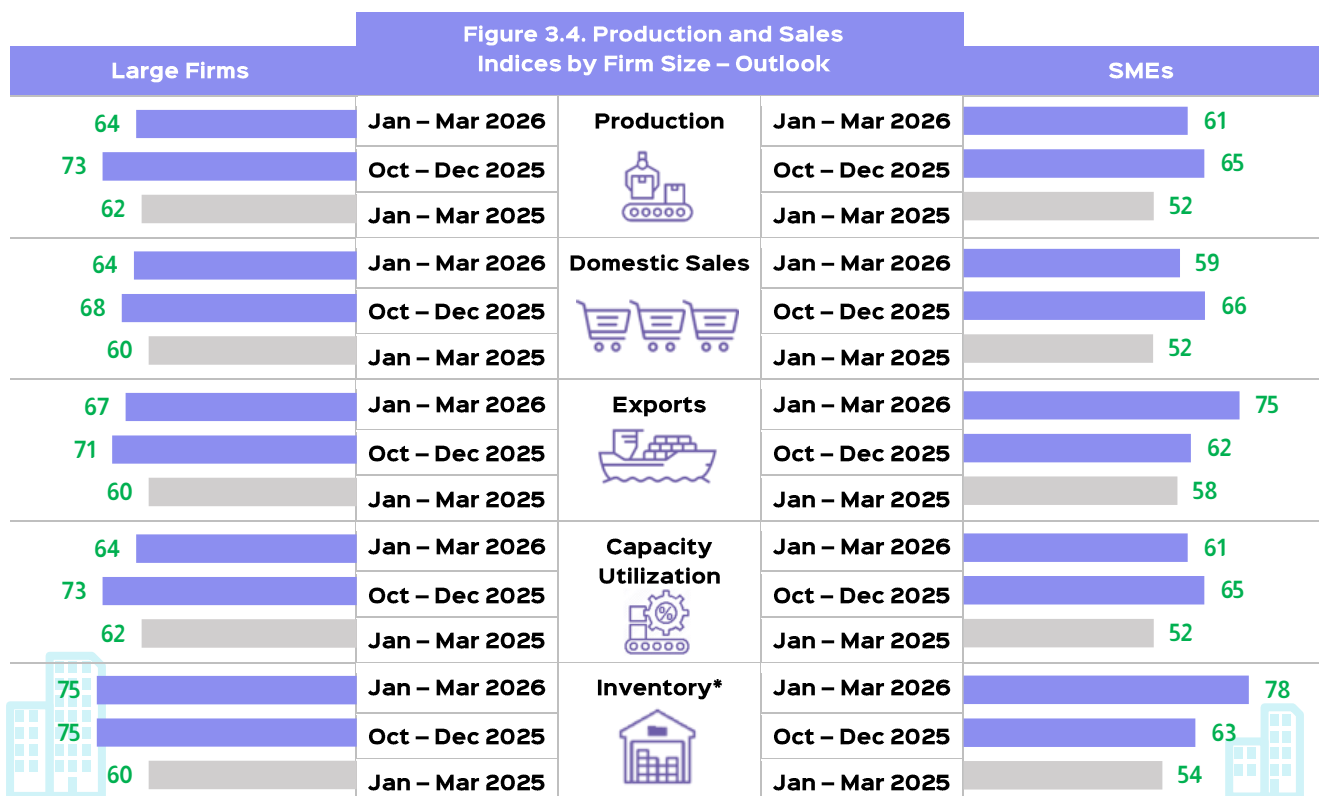 Figure 3.4. Production and Sales
Indices by Firm Size – Outlook
Large Firms
SMEs
64 Jan – Mar 2026 Production Jan – Mar 2026 61
73 Oct – Dec 2025 Oct – Dec 2025 65
62 Jan – Mar 2025 Jan – Mar 2025 52
64 Jan – Mar 2026 Domestic Sales Jan – Mar 2026 59
68 Oct – Dec 2025 Oct – Dec 2025 66
60 Jan – Mar 2025 Jan – Mar 2025 52
67 Jan – Mar 2026 Exports Jan – Mar 2026 75
71 Oct – Dec 2025 Oct – Dec 2025 62
60 Jan – Mar 2025 Jan – Mar 2025 58
64 Jan – Mar 2026 Capacity Jan – Mar 2026 61
Utilization
73 Oct – Dec 2025 % Oct – Dec 2025 65
62 Jan – Mar 2025 Jan – Mar 2025 52
75 Jan – Mar 2026 Inventory* Jan – Mar 2026 78
75 Oct – Dec 2025 Oct – Dec 2025 63
60 Jan – Mar 2025 Jan – Mar 2025 54